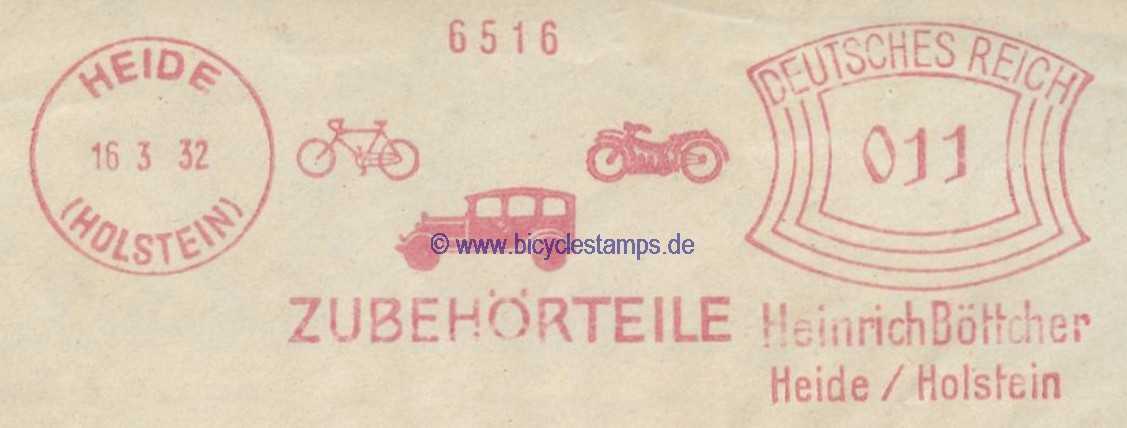 6516
HEIDE
16 3 32
(HOLSTEIN)
DEUTSCHES REICH
011
© www.bicyclestamps.de
ZUBEHÖRTEILE
Heinrich Böttcher
Heide / Holstein